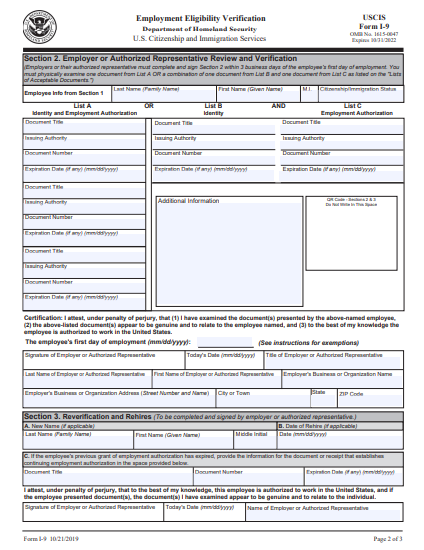 Employment Eligibility Verification
Department of Homeland Security
U.S. Citizenship and Immigration Services
USCIS
Form I-9
OMB No. 1615-0047
Expires 10/31/2022
Section 2. Employer or Authorized Representative Review and Verification
(Employers or their authorized representative must complete and sign Section 2 within 3 business days of the employee's first day of employment. You
must physically examine one document from List A OR a combination of one document from List B and one document from List C as listed on the "Lists
of Acceptable Documents.")
Employee Info from Section 1
Last Name (Family Name)
First Name (Given Name)
M.I.
Citizenship/Immigration Status
List A
Identity and Employment Authorization
OR
List B
Identity
AND
List C
Employment Authorization
Document Title
Issuing Authority
Document Number
Expiration Date (if any) (mm/dd/yyyy)
Document Title
Issuing Authority
Document Number
Expiration Date (if any) (mm/dd/yyyy)
Document Title
Issuing Authority
Document Number
Expiration Date (if any) (mm/dd/yyyy)
Document Title
Issuing Authority
Document Number
Expiration Date (if any) (mm/dd/yyyy)
Document Title
Issuing Authority
Document Number
Expiration Date (if any) (mm/dd/yyyy)
Additional Information
QR Code - Sections 2 & 3
Do Not Write In This Space
Certification: I attest, under penalty of perjury, that (1) I have examined the document(s) presented by the above-named employee,
(2) the above-listed document(s) appear to be genuine and to relate to the employee named, and (3) to the best of my knowledge the
employee is authorized to work in the United States.
The employee's first day of employment (mm/dd/yyyy):
(See instructions for exemptions)
Signature of Employer or Authorized Representative
Today's Date (mm/dd/yyyy)
Title of Employer or Authorized Representative
Last Name of Employer or Authorized Representative
First Name of Employer or Authorized Representative
Employer's Business or Organization Name
Employer's Business or Organization Address (Street Number and Name)
City or Town
State
ZIP Code
Section 3. Reverification and Rehires (To be completed and signed by employer or authorized representative.)
A. New Name (if applicable)
B. Date of Rehire (if applicable)
Last Name (Family Name)
First Name (Given Name)
Middle Initial
Date (mm/dd/yyyy)
C. If the employee's previous grant of employment authorization has expired, provide the information for the document or receipt that establishes
continuing employment authorization in the space provided below.
Document Title
Document Number
Expiration Date (if any) (mm/dd/yyyy)
I attest, under penalty of perjury, that to the best of my knowledge, this employee is authorized to work in the United States, and if
the employee presented document(s), the document(s) I have examined appear to be genuine and to relate to the individual.
Signature of Employer or Authorized Representative
Today's Date (mm/dd/yyyy)
Name of Employer or Authorized Representative
Form I-9 10/21/2019
Page 2 of 3